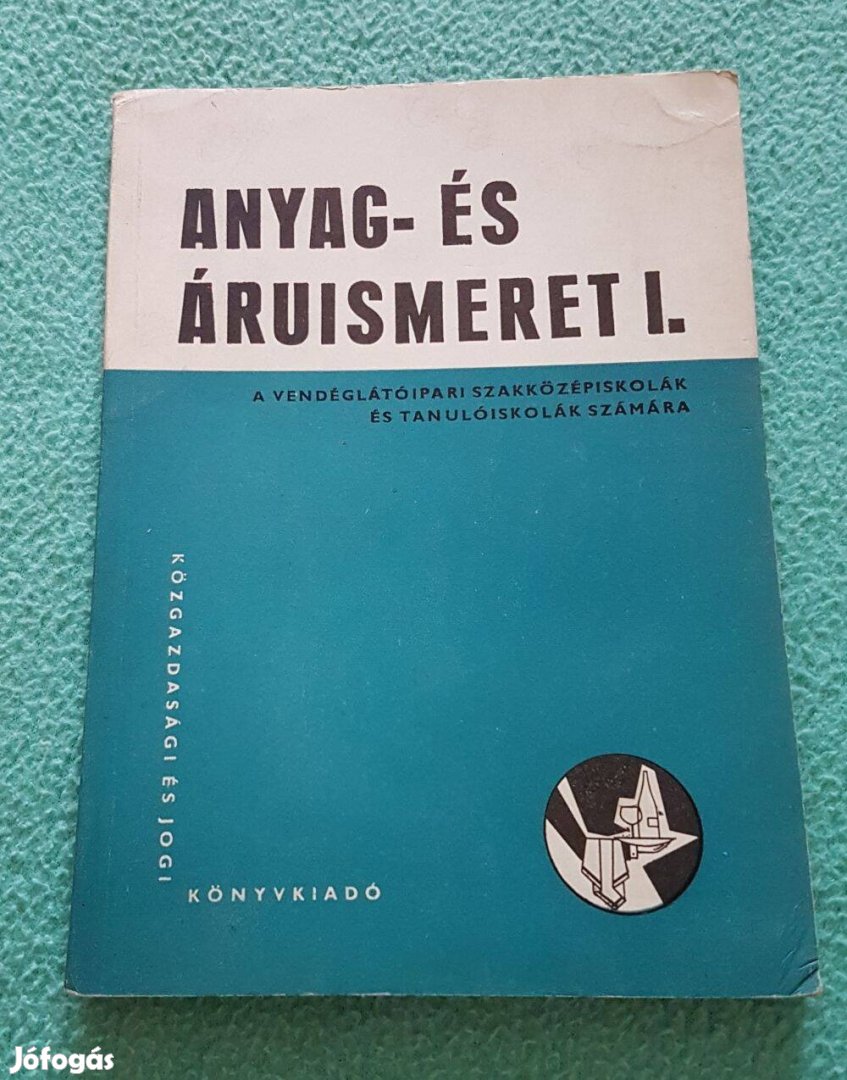 ANYAG- ÉS
ÁRUISMERET I.
A VENDÉGLÁTÓIPARI SZAKKÖZÉPISKOLÁK
ÉS TANULÓISKOLÁK SZÁMÁRA
KÖZGAZDASÁGI ÉS JOGI
KÖNYVKIADÓ
Jófogás